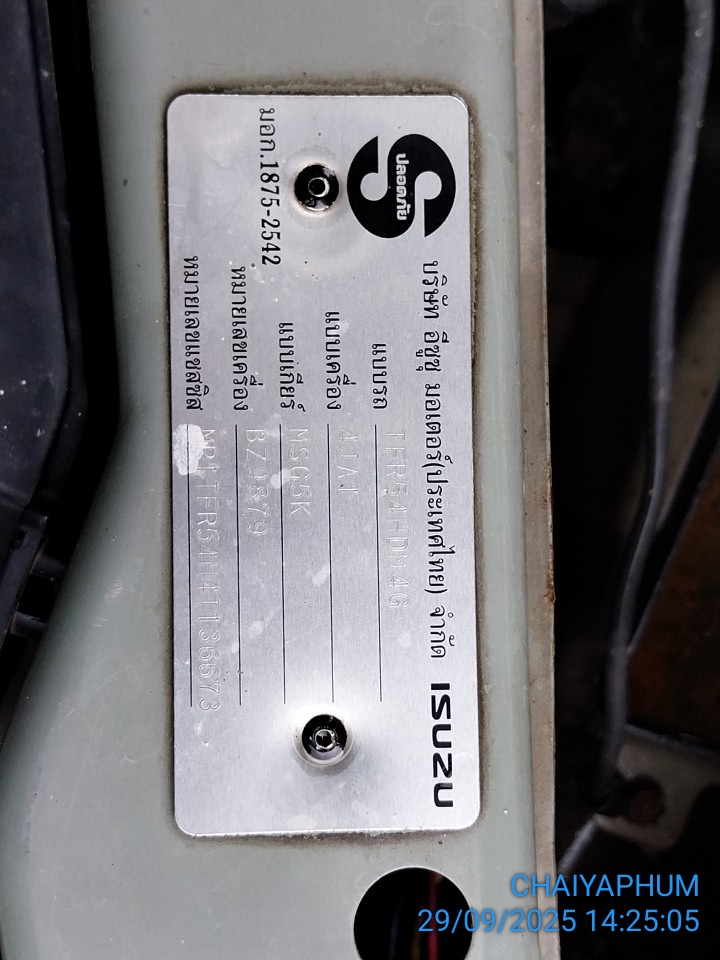 ปลอดภัย
มอก.1875-2542
บริษัท อีซูซุ มอเตอร์(ประเทศไทย) จำกัด ISUZU
แบบรถ TFR54HDM4G
แบบเครื่อง 4JA1
แบบเกียร์ MSG5K
หมายเลขเครื่อง
หมายเลขแชสซิส
CHAIYAPHUM
29/09/2025 14:25:05